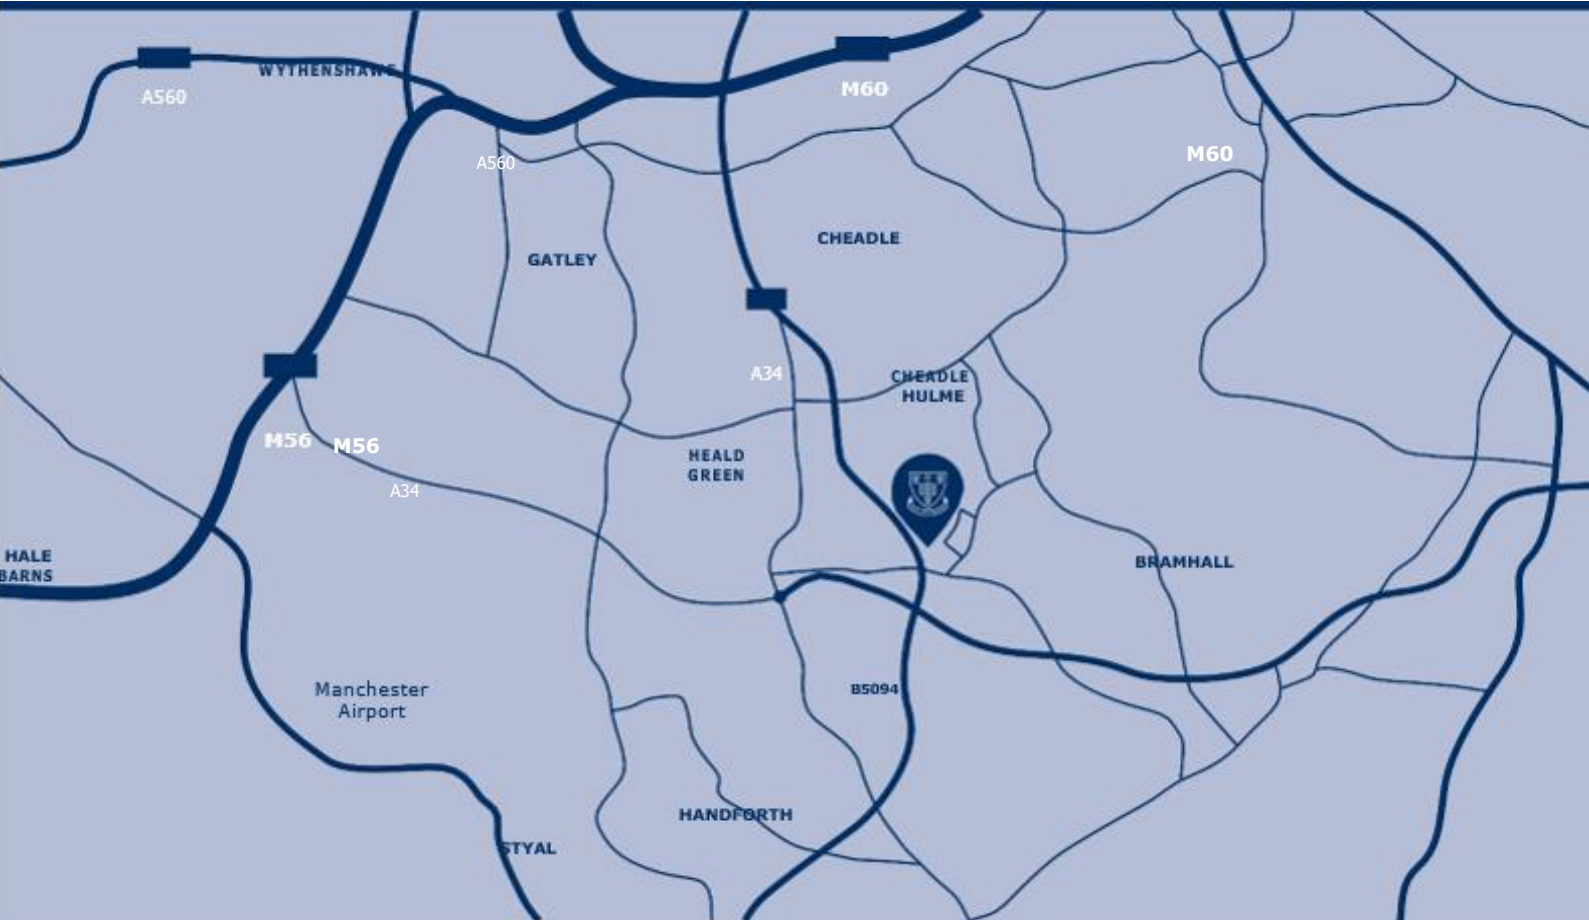 WYTHENSHAWE
A560
M60
M60
A560
CHEADLE
GATLEY
A34
CHEADLE
HULME
M56
M56
HEALD
GREEN
A34
HALE
BARNS
BRAMHALL
Manchester
Airport
B5094
HANDFORTH
STYAL